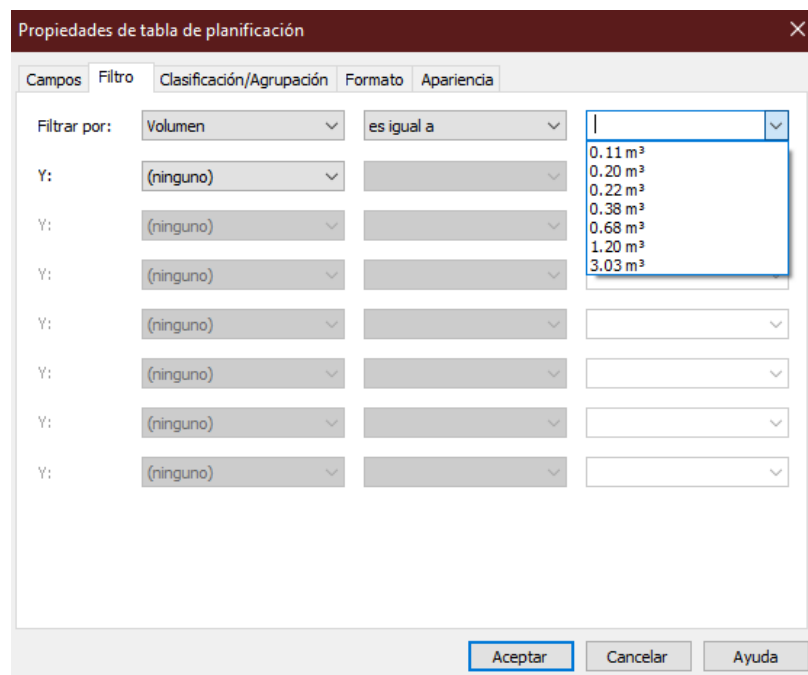 Propiedades de tabla de planificación
Campos Filtro Clasificación/Agrupación Formato Apariencia
Filtrar por: Volumen es igual a
0.11 m³
Y: (ninguno)
0.20 m³
0.22 m³
0.38 m³
Y: (ninguno)
0.68 m³
1.20 m³
3.03 m³
Y: (ninguno)
Y: (ninguno)
Y: (ninguno)
Y: (ninguno)
Y: (ninguno)
Aceptar Cancelar Ayuda